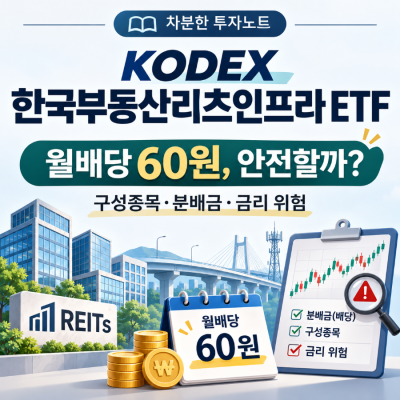 차분한 투자노트
KODEX
한국부동산리츠인프라 ETF
월배당 60원, 안전할까?
구성종목 · 분배금 · 금리 위험
REITs
월배당
60원
₩
분배금(배당)
구성종목
금리 위험